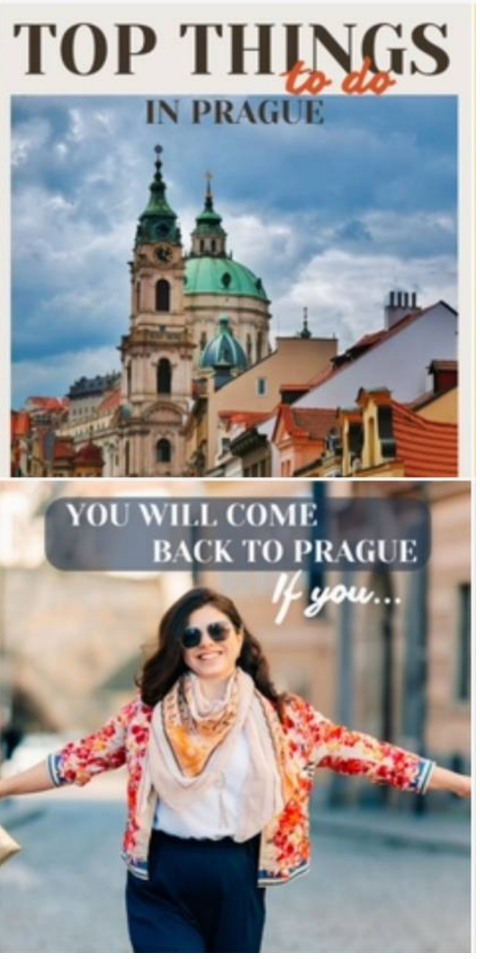 TOP THINGS
to do
IN PRAGUE
YOU WILL COME
BACK TO PRAGUE
If you...